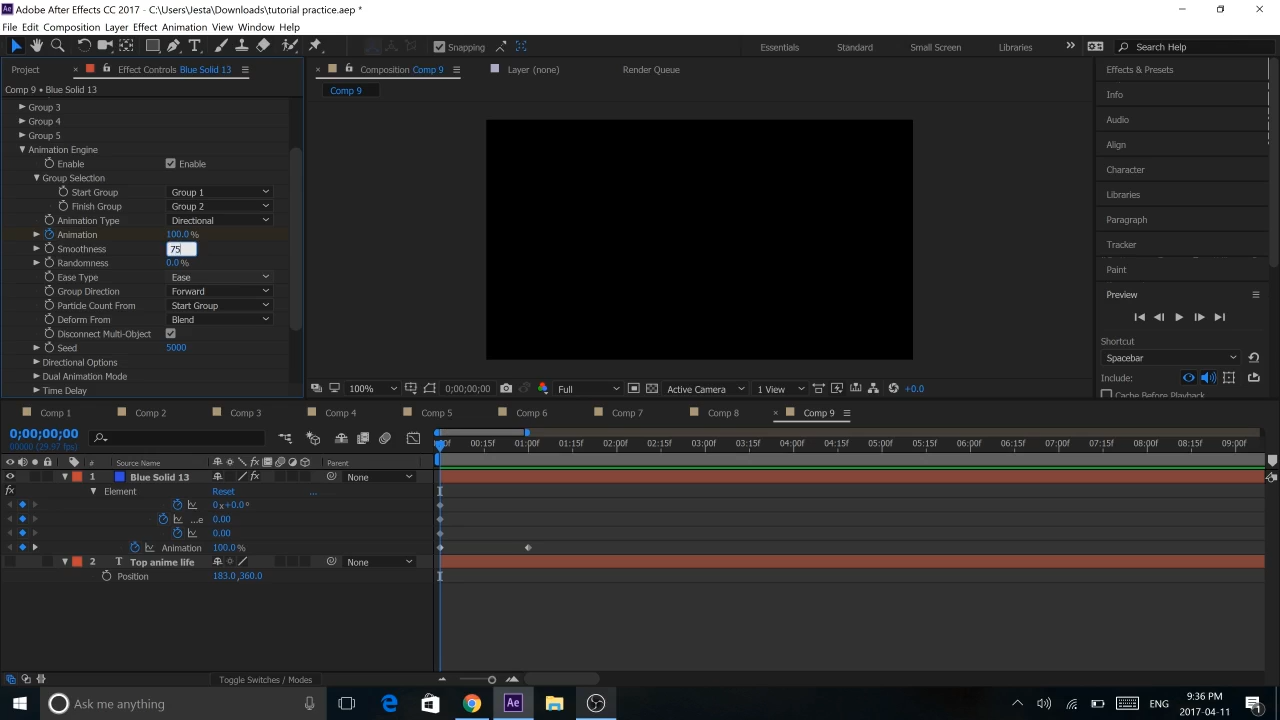 Adobe After Effects CC 2017 - C:\Users\Jesta\Downloads\tutorial practice.aep *
File Edit Composition Layer Effect Animation View Window Help
Snapping
Essentials Standard Small Screen Libraries Search Help
Project Effect Controls Blue Solid 13 Composition Comp 9 Layer (none) Render Queue Effects & Presets
Comp 9 • Blue Solid 13 Comp 9 Info
Group 3
Group 4 Audio
Group 5 Align
Animation Engine
Enable Enable Character
Group Selection
Start Group Group 1 Libraries
Finish Group Group 2
Animation Type Directional Paragraph
Animation 100.0 %
Smoothness 75 Tracker
Randomness 0.0 %
Ease Type Ease Paint
Group Direction Forward Preview
Particle Count From Start Group
Deform From Blend
Disconnect Multi-Object
Seed 5000 Shortcut
Directional Options Spacebar
Dual Animation Mode Include:
Time Delay 100% 0;00;00;00 Full Active Camera 1 View +0.0 Cache Before Playback
Comp 1 Comp 2 Comp 3 Comp 4 Comp 5 Comp 6 Comp 7 Comp 8 Comp 9
0;00;00;00
00000 (29.97 fps) 00:15f 01:00f 01:15f 02:00f 02:15f 03:00f 03:15f 04:00f 04:15f 05:00f 05:15f 06:00f 06:15f 07:00f 07:15f 08:00f 08:15f 09:00f
# Source Name Parent
1 Blue Solid 13 fx None
fx Element Reset ...
0x+0.0°
...e 0.00
0.00
Animation 100.0 %
2 T Top anime life None
Position 183.0,360.0
Toggle Switches / Modes
Ask me anything Ae ENG 9:36 PM
2017-04-11